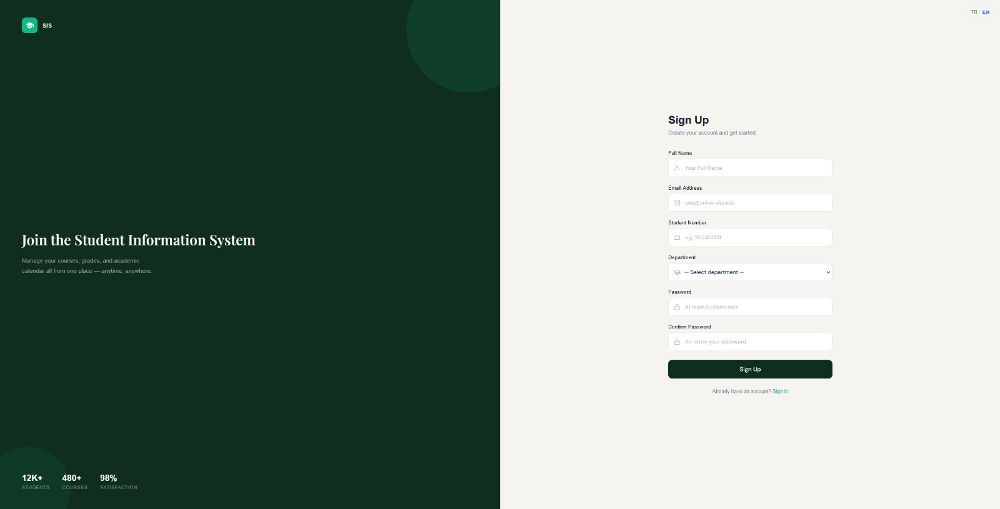 SIS
Join the Student Information System
Manage your courses, grades, and academic
calendar all from one place — anytime, anywhere.
12K+
STUDENTS
480+
COURSES
98%
SATISFACTION
TR / EN
Sign Up
Create your account and get started.
Full Name
Your Full Name
Email Address
you@university.edu
Student Number
e.g. 20240001
Department
— Select department —
Password
At least 6 characters
Confirm Password
Re-enter your password
Sign Up
Already have an account? Sign in